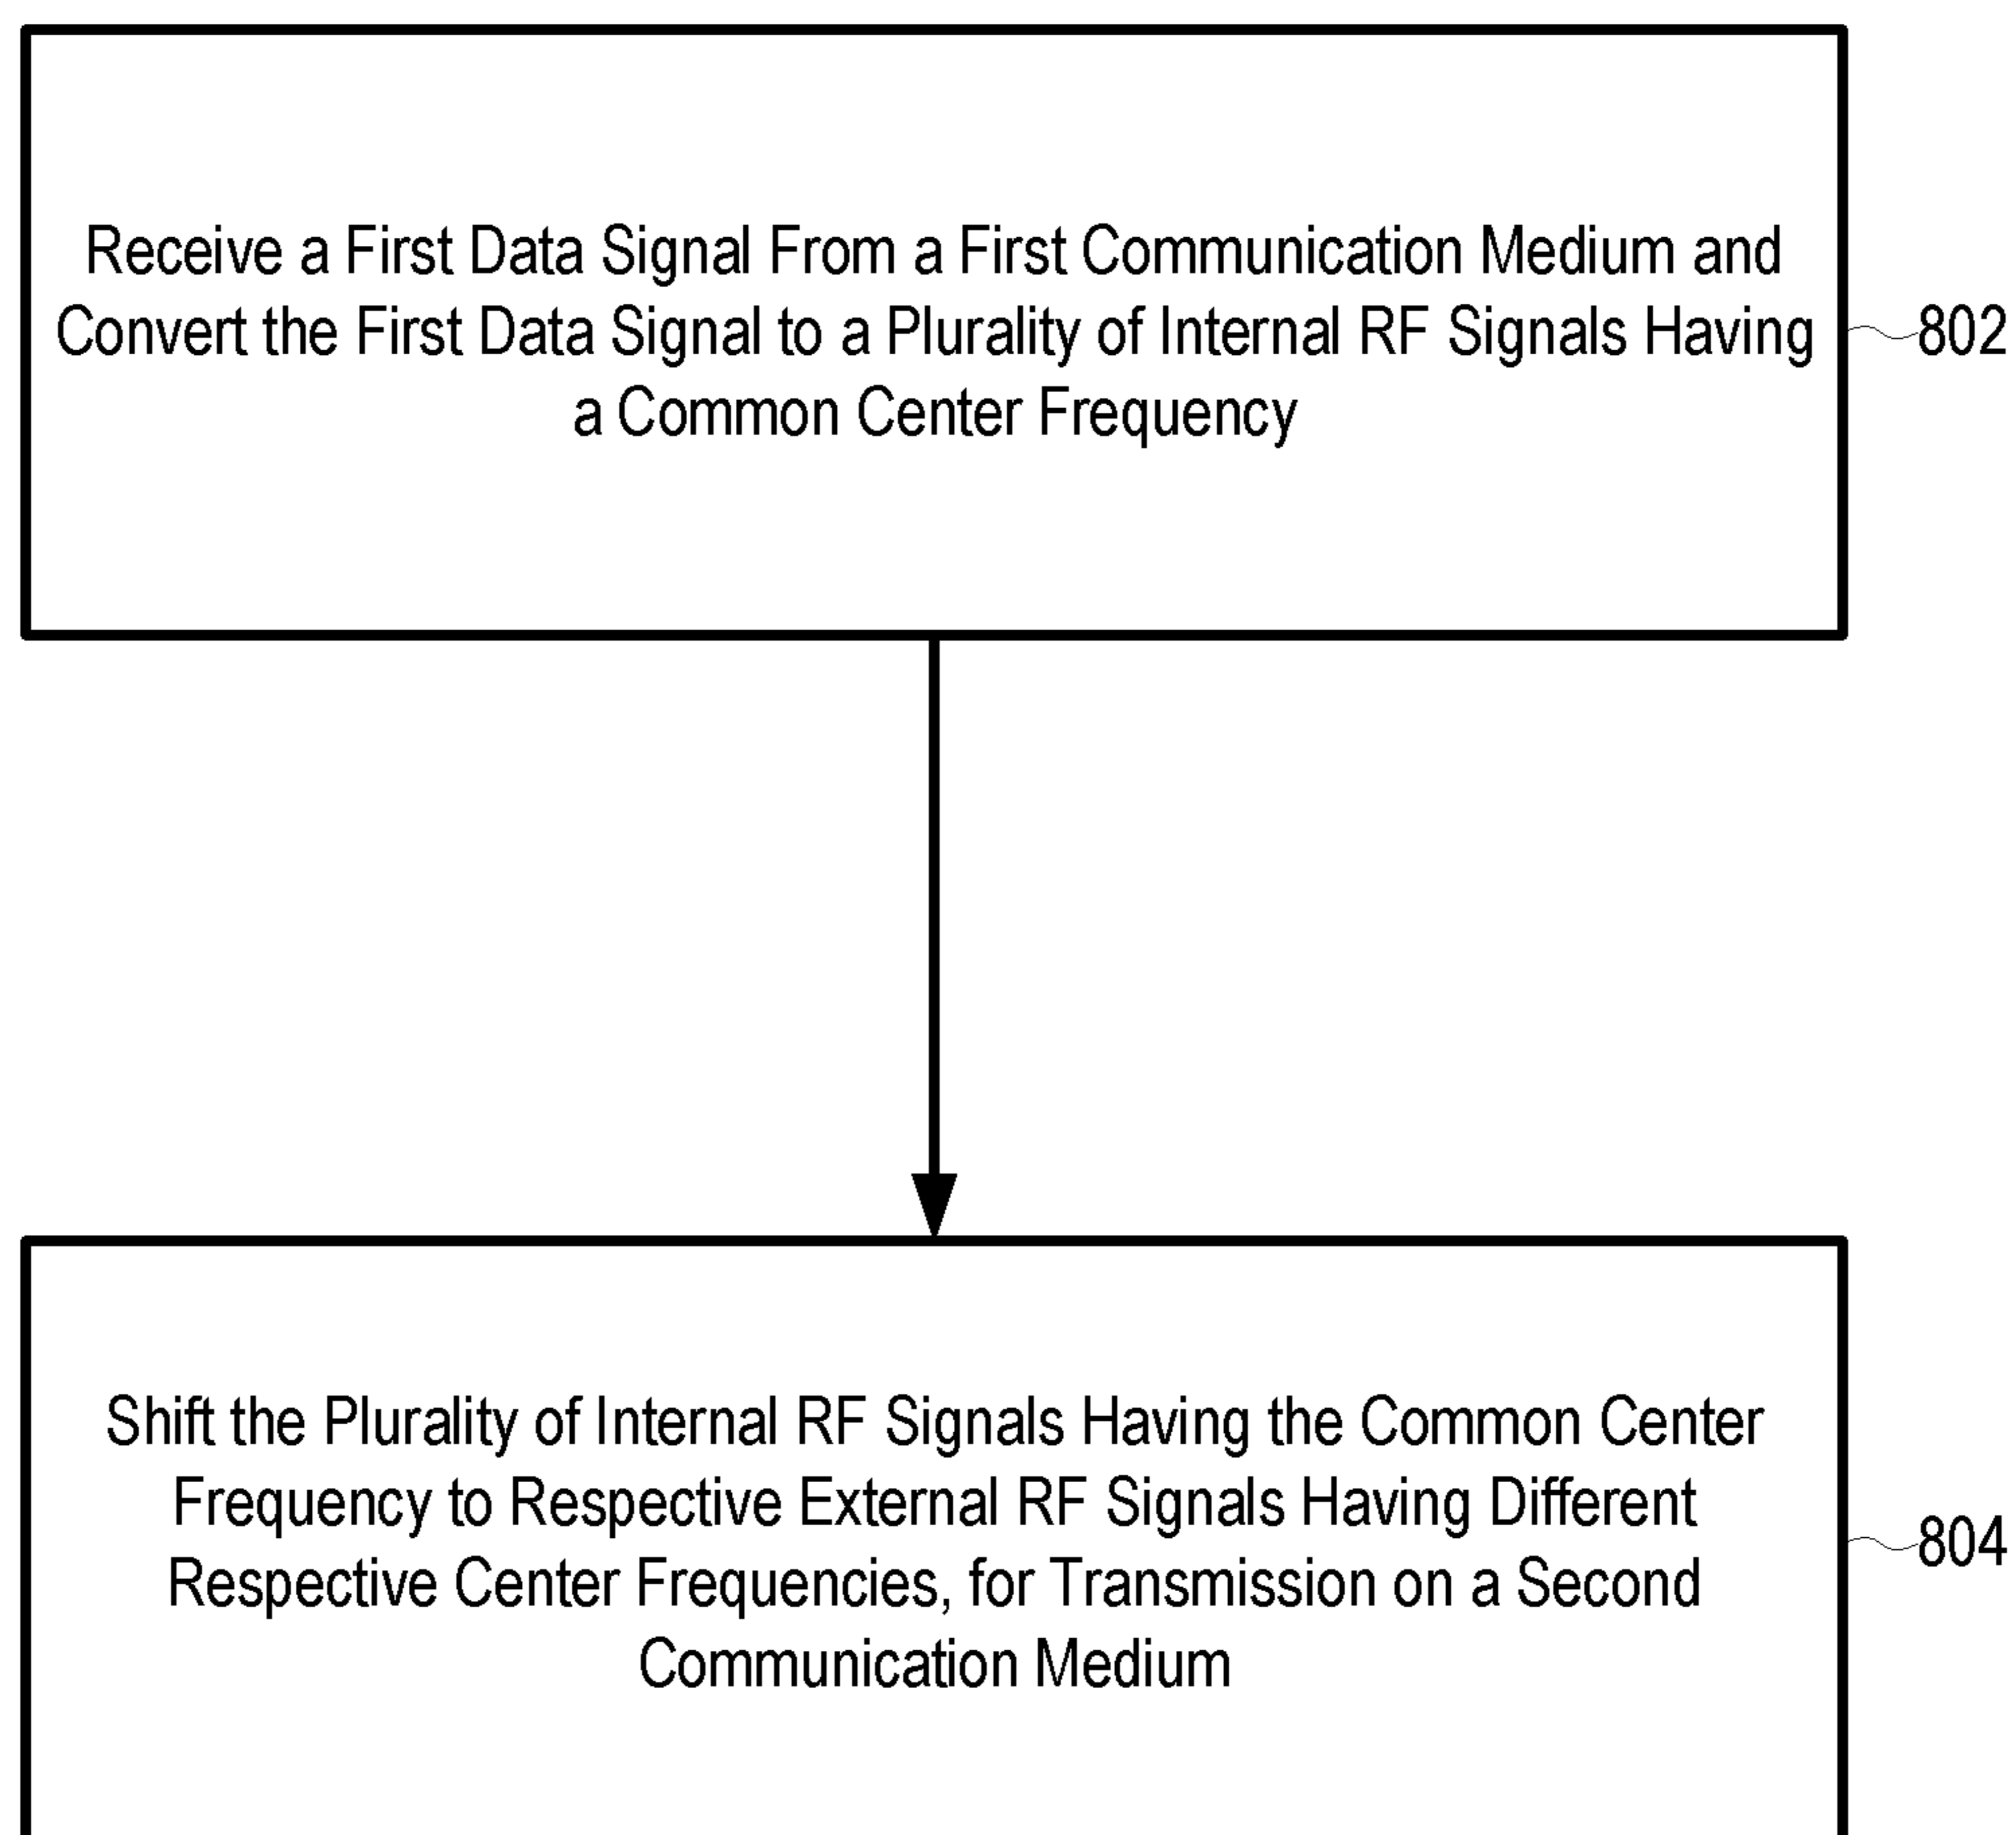 Receive a First Data Signal From a First Communication Medium and
Convert the First Data Signal to a Plurality of Internal RF Signals Having
a Common Center Frequency
802
Shift the Plurality of Internal RF Signals Having the Common Center
Frequency to Respective External RF Signals Having Different
Respective Center Frequencies, for Transmission on a Second
Communication Medium
804